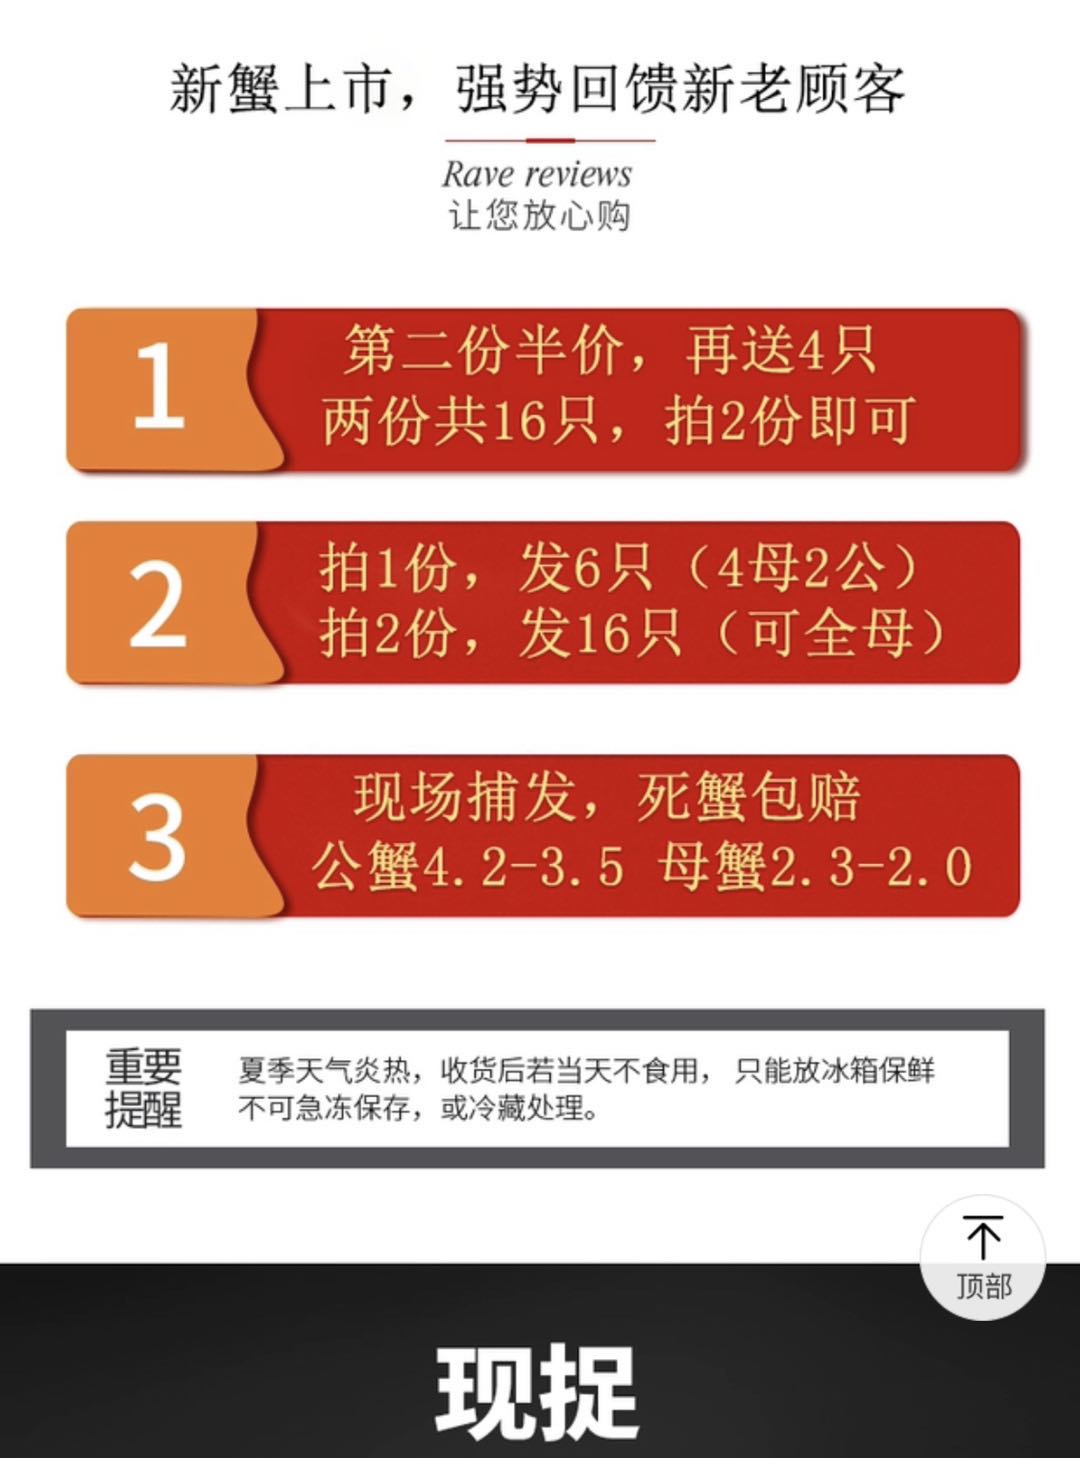 新蟹上市，强势回馈新老顾客
Rave reviews
让您放心购
1
第二份半价，再送4只
两份共16只，拍2份即可
2
拍1份，发6只（4母2公）
拍2份，发16只（可全母）
3
现场捕发，死蟹包赔
公蟹4.2-3.5 母蟹2.3-2.0
重要
提醒
夏季天气炎热，收货后若当天不食用， 只能放冰箱保鲜
不可急冻保存，或冷藏处理。
顶部
现捉